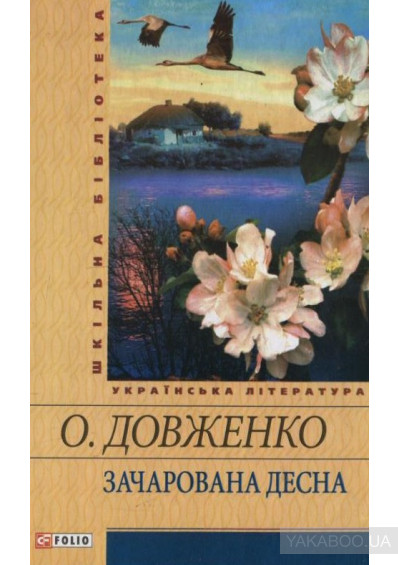 ШКІЛЬНА БІБЛІОТЕКА
УКРАЇНСЬКА ЛІТЕРАТУРА
О. ДОВЖЕНКО
ЗАЧАРОВАНА ДЕСНА
FOLIO
YAKABOO.UA